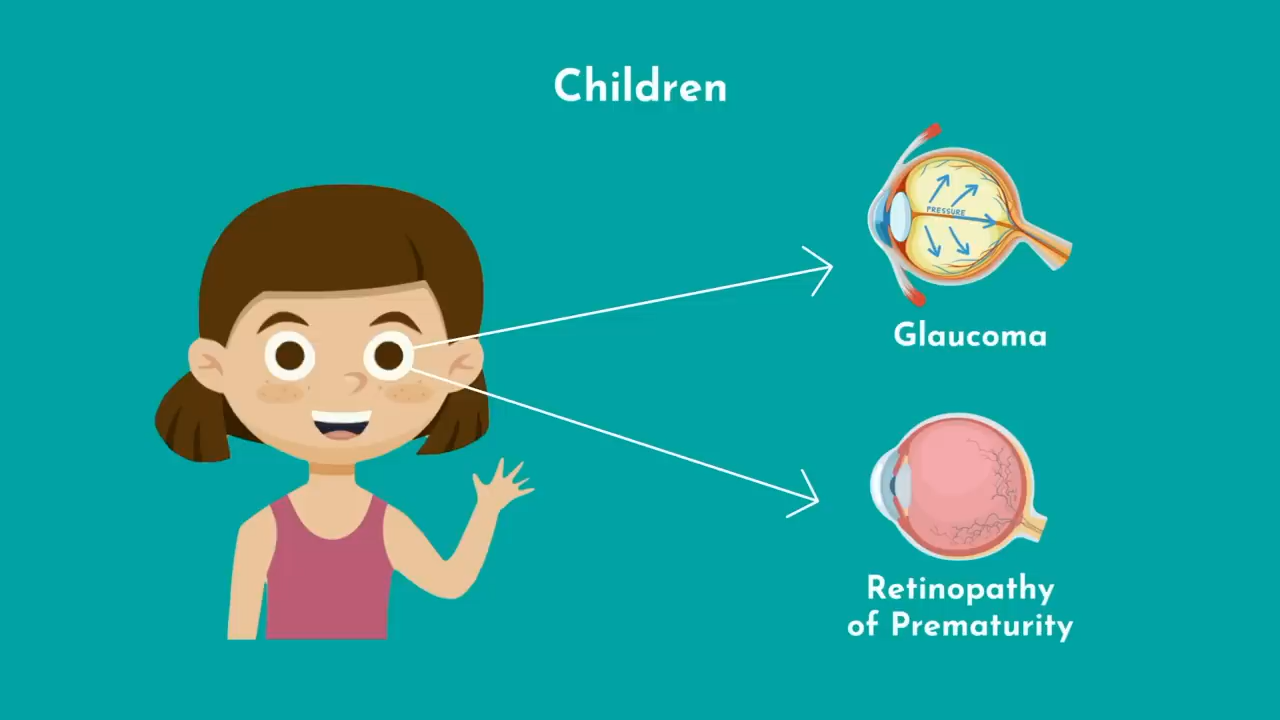 Children
PRESSURE
Glaucoma
Retinopathy
of Prematurity